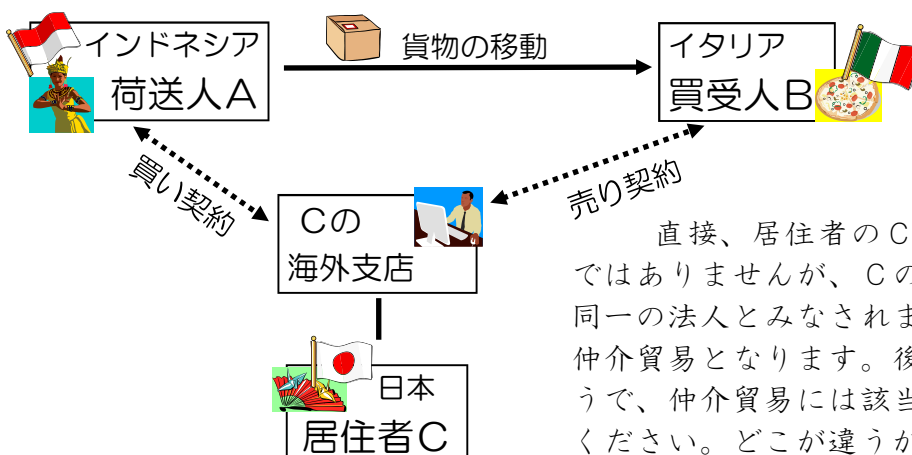 インドネシア
荷送人A
貨物の移動
イタリア
買受人B
買い契約
売り契約
Cの
海外支店
日本
居住者C
直接、居住者のC
ではありませんが、Cの
同一の法人とみなされま
仲介貿易となります。後
うで、仲介貿易には該当
ください。どこが違うか